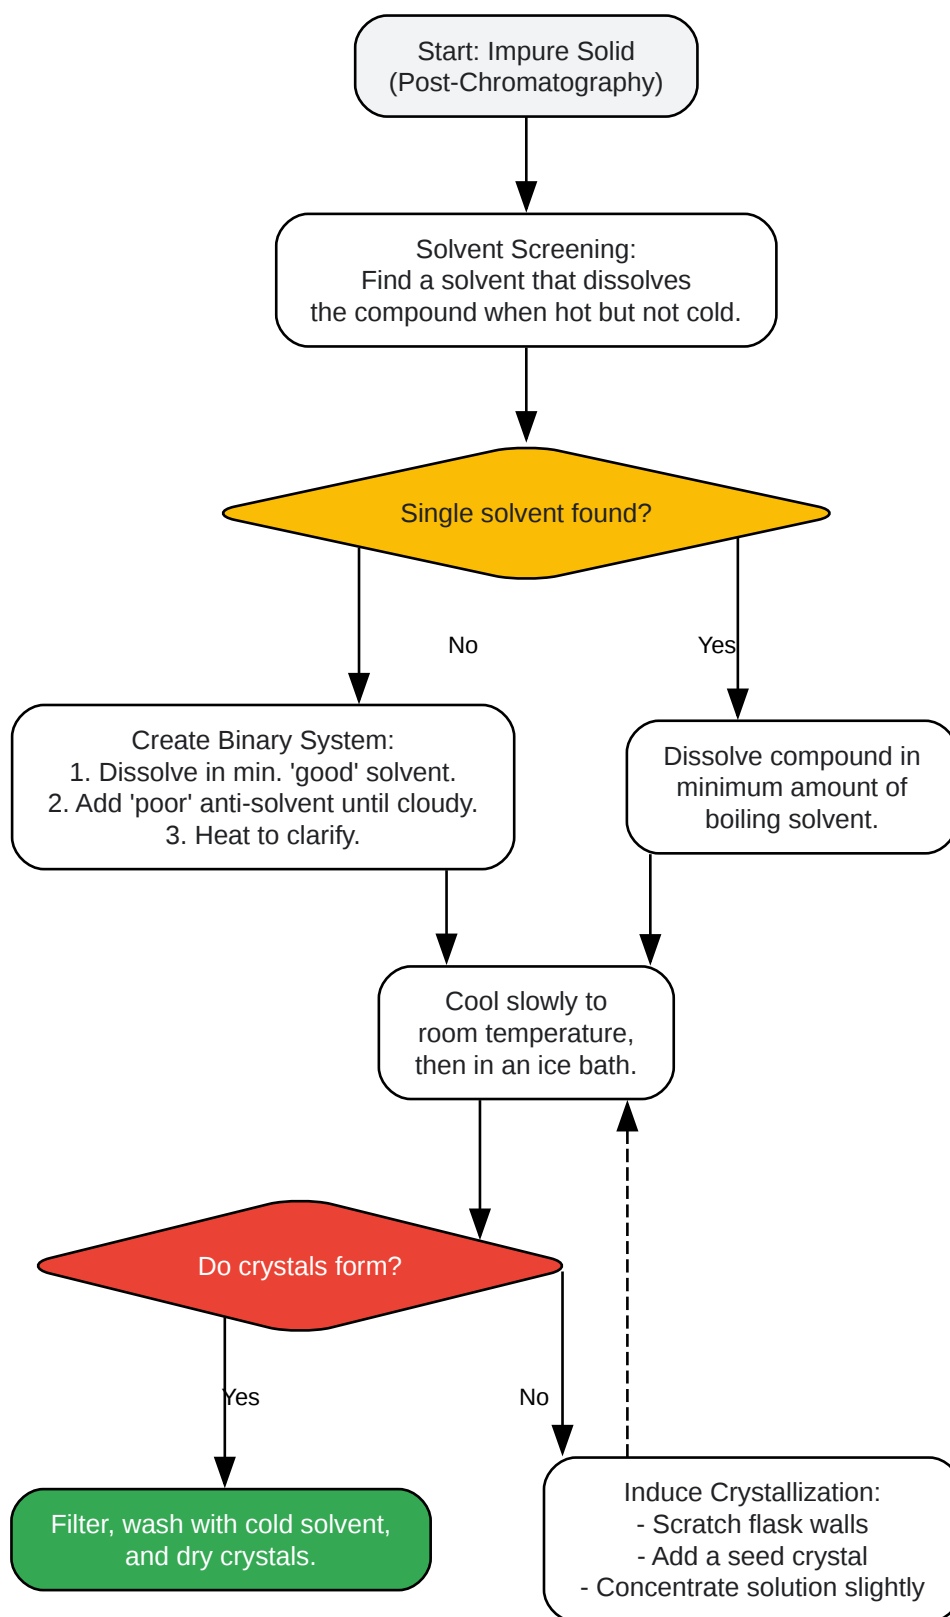 Start: Impure Solid
(Post-Chromatography)
Solvent Screening:
Find a solvent that dissolves
the compound when hot but not cold.
Single solvent found?
No
Yes
Create Binary System:
1. Dissolve in min. 'good' solvent.
2. Add 'poor' anti-solvent until cloudy.
3. Heat to clarify.
Dissolve compound in
minimum amount of
boiling solvent.
Cool slowly to
room temperature,
then in an ice bath.
Do crystals form?
Yes
No
Filter, wash with cold solvent,
and dry crystals.
Induce Crystallization:
- Scratch flask walls
- Add a seed crystal
- Concentrate solution slightly